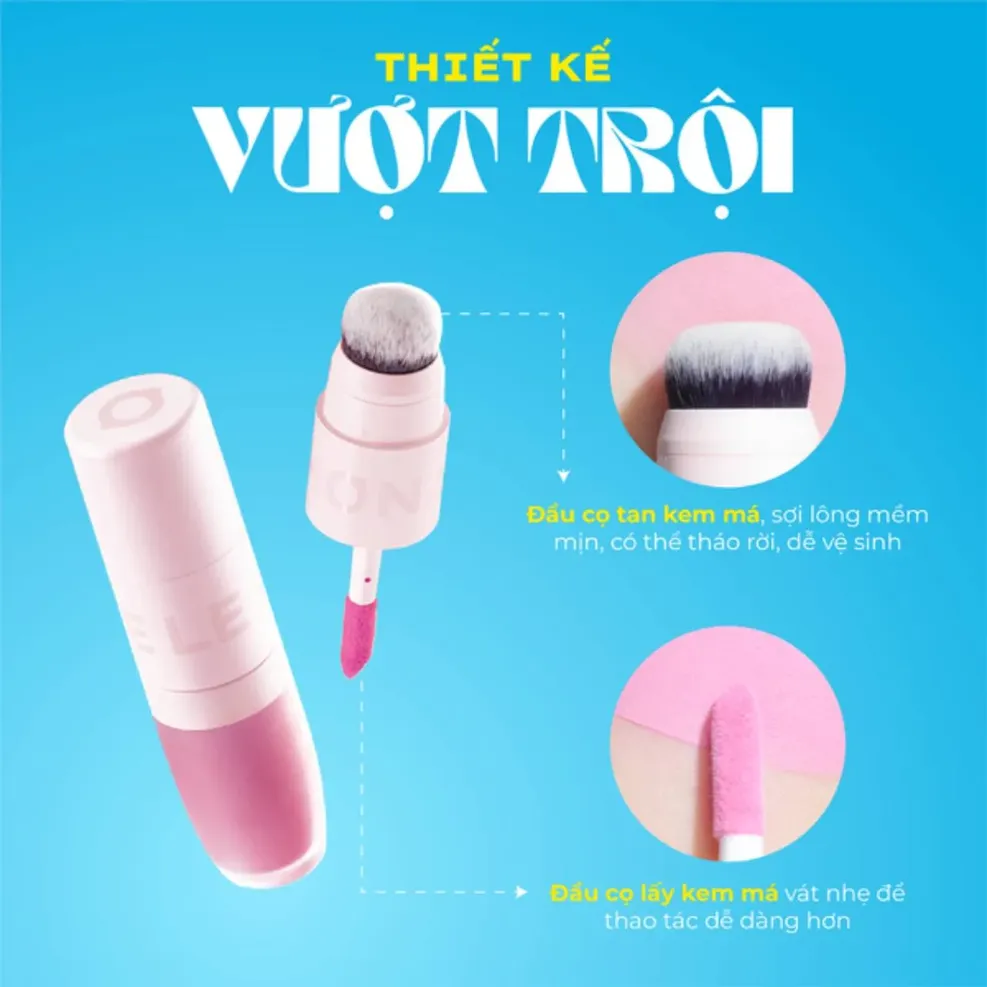 THIẾT KẾ
VƯỢT TRỘI
Đầu cọ tan kem má, sợi lông mềm
mịn, có thể tháo rời, dễ vệ sinh
ELE
Đầu cọ lấy kem má vát nhẹ để
thao tác dễ dàng hơn